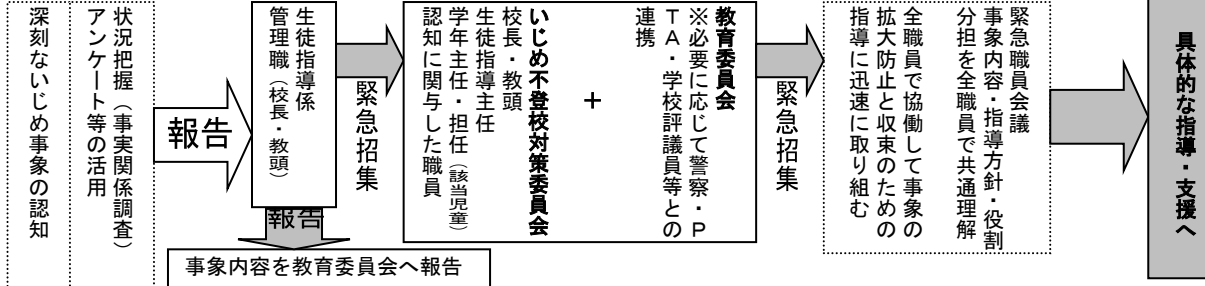 深刻ないじめ事象の認知
状況把握（事実関係調査）
アンケート等の活用
報告
生徒指導係
管理職（校長・教頭）
報告
事象内容を教育委員会へ報告
緊急招集
いじめ不登校対策委員会
校長・教頭
生徒指導主任
学年主任・担任（該当児童）
認知に関与した職員
＋
教育委員会
※必要に応じて警察・Ｐ
ＴＡ・学校評議員等との
連携
緊急招集
緊急職員会議
事象内容・指導方針・役割
分担を全職員で共通理解
全職員で協働して事象の
拡大防止と収束のための
指導に迅速に取り組む
具体的な指導・支援へ